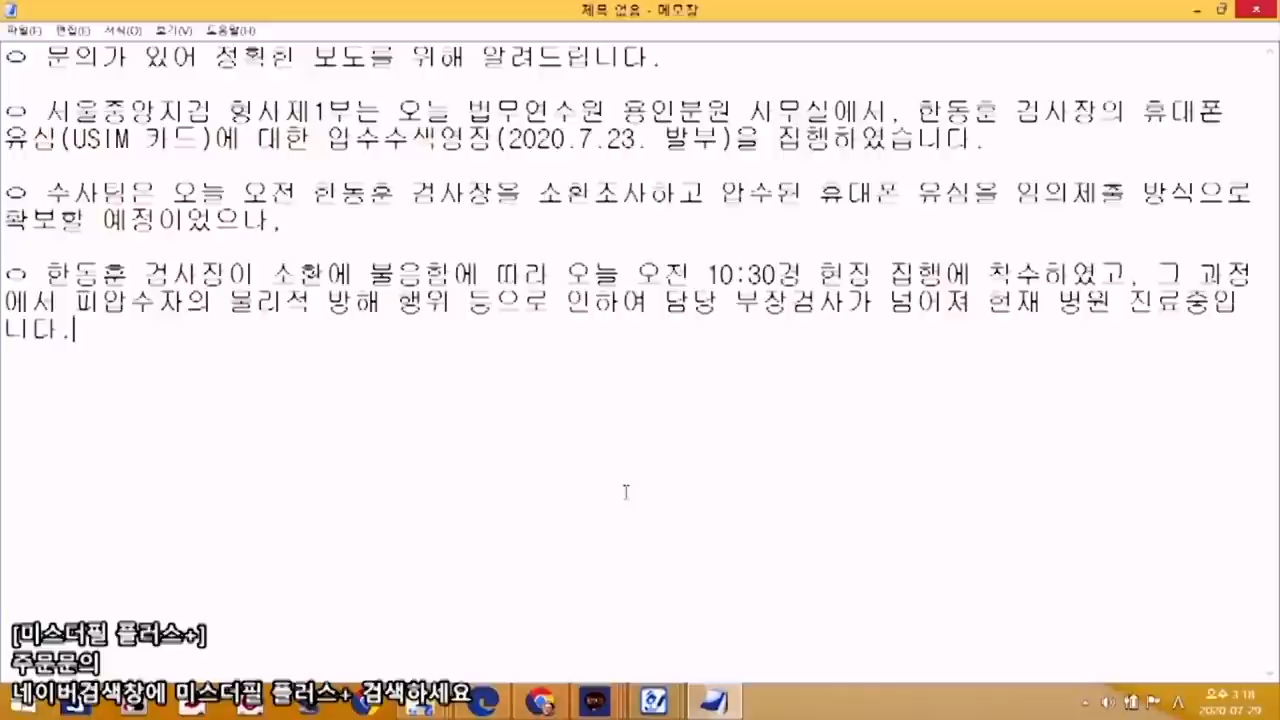 제목 없음 - 메모장
파일(F) 편집(E) 서식(O) 보기(V) 도움말(H)
○ 문의가 있어 정확한 보도를 위해 알려드립니다.
○ 서울중앙지검 형사제1부는 오늘 법무연수원 용인분원 사무실에서, 한동훈 검사장의 휴대폰
유심(USIM 카드)에 대한 압수수색영장(2020.7.23. 발부)을 집행하였습니다.
○ 수사팀은 오늘 오전 한동훈 검사장을 소환조사하고 압수된 휴대폰 유심을 임의제출 방식으로
확보할 예정이었으나,
○ 한동훈 검사장이 소환에 불응함에 따라 오늘 오전 10:30경 현장 집행에 착수하였고, 그 과정
에서 피압수자의 물리적 방해 행위 등으로 인하여 담당 부장검사가 넘어져 현재 병원 진료중입
니다.
[미스더필 플러스+]
주문문의
네이버검색창에 미스더필 플러스+ 검색하세요
오후 3:18
2020-07-29